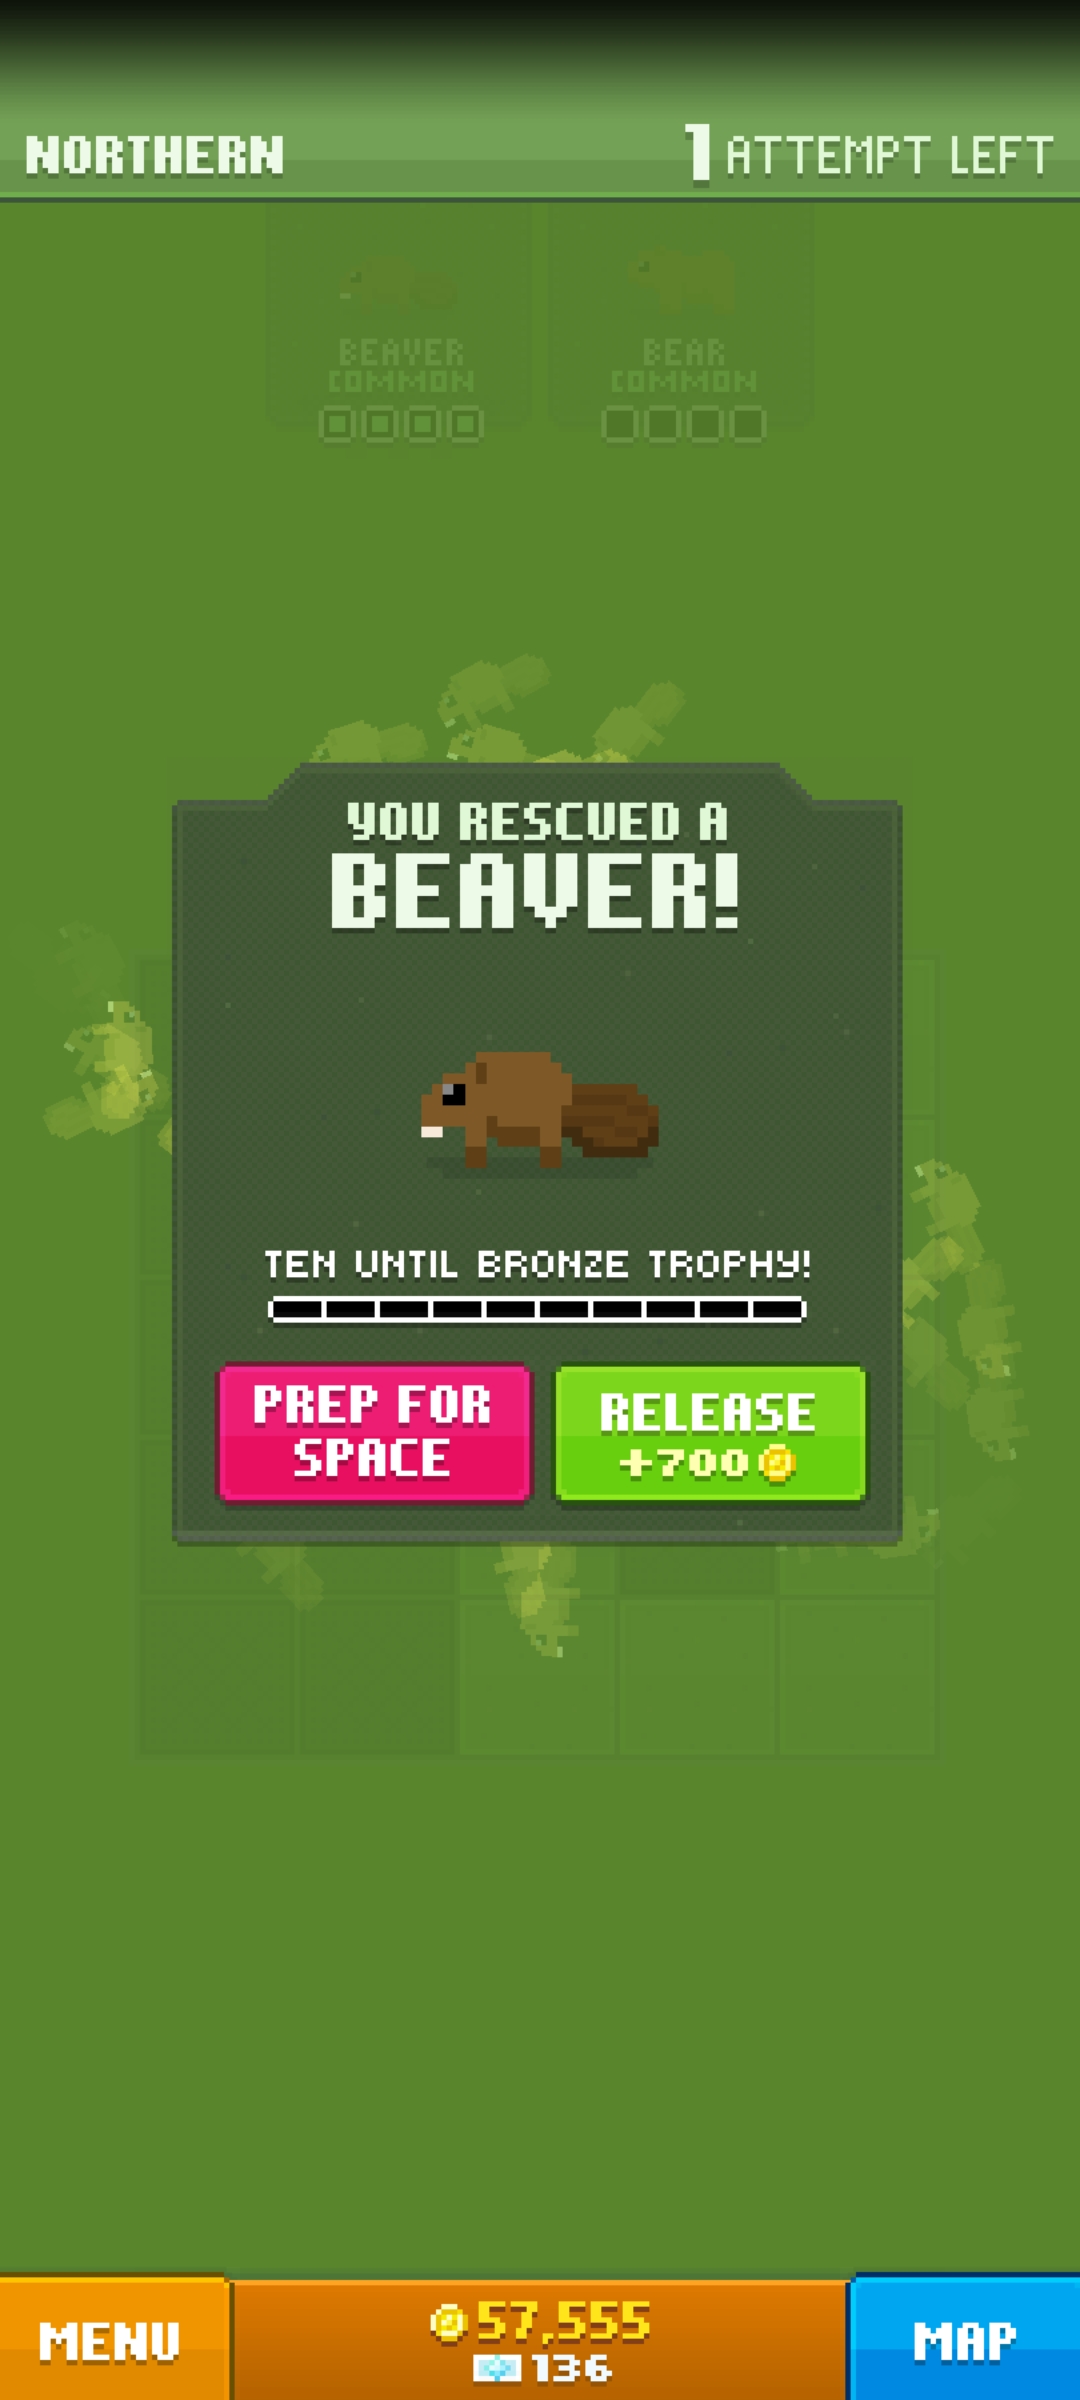 NORTHERN
1 ATTEMPT LEFT
BEAVER
COMMON
BEAR
COMMON
YOU RESCUED A
BEAVER!
TEN UNTIL BRONZE TROPHY!
PREP FOR
SPACE
RELEASE
+700
MENU
57,555
136
MAP